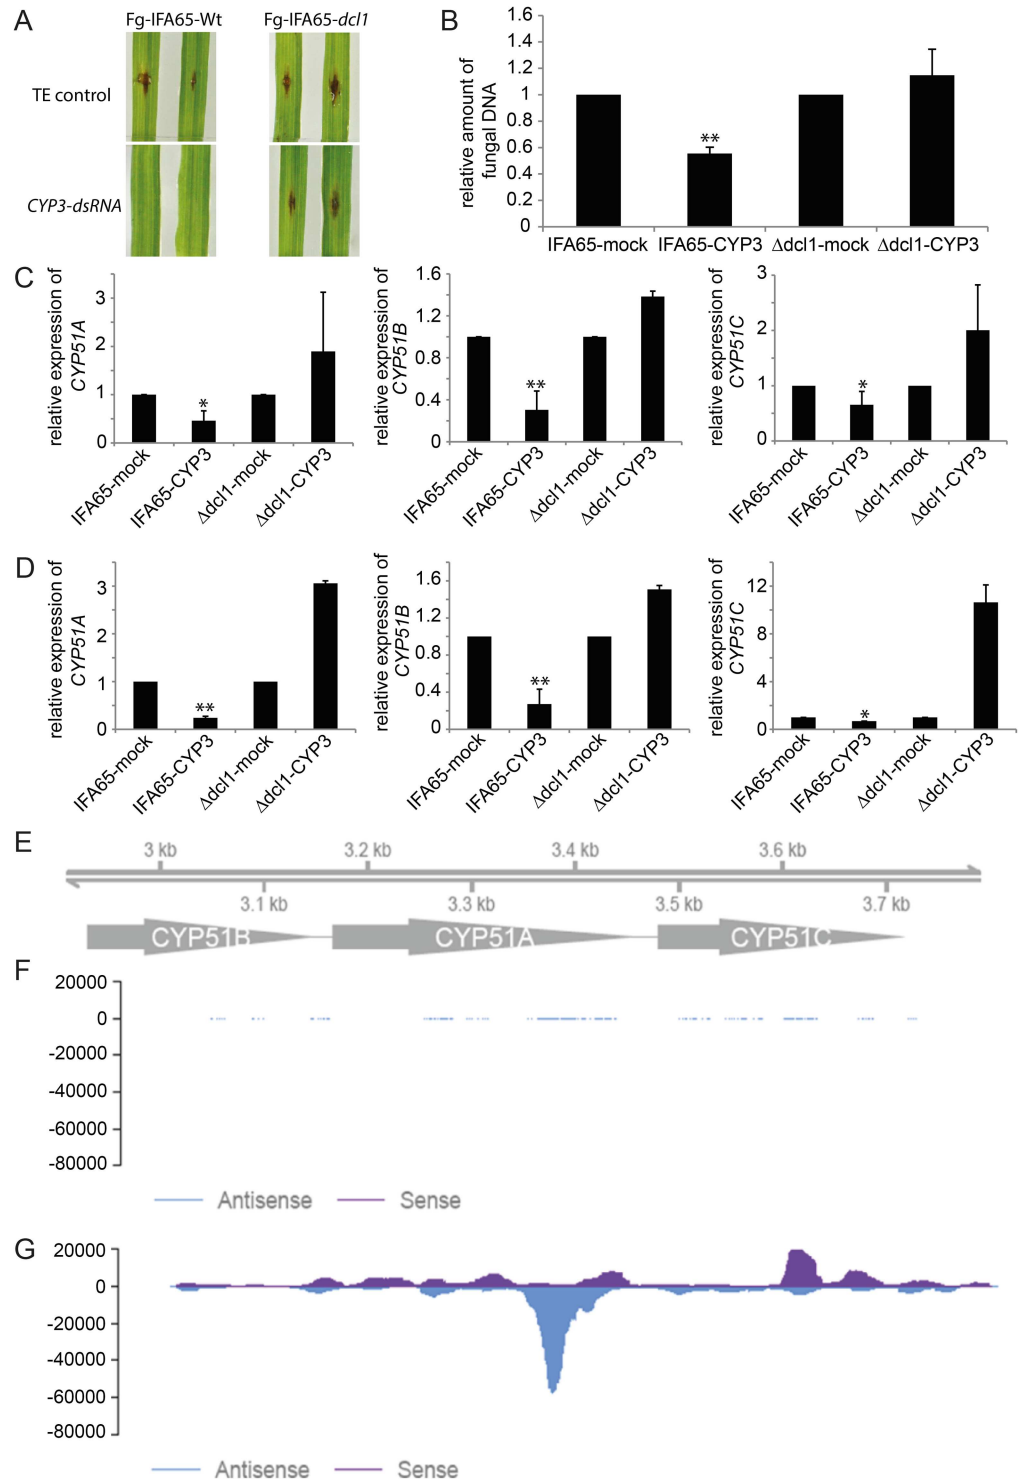 A
Fg-IFA65-Wt Fg-IFA65-dcl1
TE control
CYP3-dsRNA
B
relative amount of
fungal DNA
1.6
1.4
1.2
1
0.8
0.6
0.4
0.2
0
**
IFA65-mock IFA65-CYP3 Δdcl1-mock Δdcl1-CYP3
C
relative expression of
CYP51A
3
2
1
0
*
IFA65-mock IFA65-CYP3 Δdcl1-mock Δdcl1-CYP3
relative expression of
CYP51B
1.6
1.2
0.8
0.4
0
**
IFA65-mock IFA65-CYP3 Δdcl1-mock Δdcl1-CYP3
relative expression of
CYP51C
3
2
1
0
*
IFA65-mock IFA65-CYP3 Δdcl1-mock Δdcl1-CYP3
D
relative expression of
CYP51A
3
2
1
0
**
IFA65-mock IFA65-CYP3 Δdcl1-mock Δdcl1-CYP3
relative expression of
CYP51B
1.6
1.2
0.8
0.4
0
**
IFA65-mock IFA65-CYP3 Δdcl1-mock Δdcl1-CYP3
relative expression of
CYP51C
12
8
4
0
*
IFA65-mock IFA65-CYP3 Δdcl1-mock Δdcl1-CYP3
E
3 kb 3.2 kb 3.4 kb 3.6 kb
3.1 kb 3.3 kb 3.5 kb 3.7 kb
CYP51B CYP51A CYP51C
F
20000
0
-20000
-40000
-60000
-80000
Antisense Sense
G
20000
0
-20000
-40000
-60000
-80000
Antisense Sense